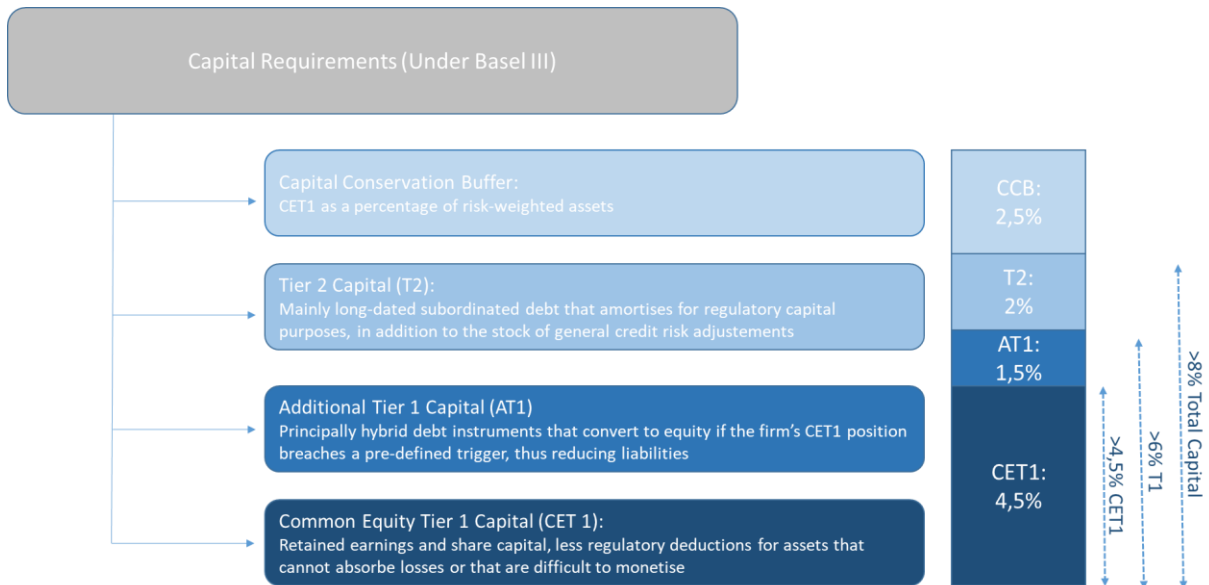 Capital Requirements (Under Basel III)
Capital Conservation Buffer:
CET1 as a percentage of risk-weighted assets
Tier 2 Capital (T2):
Mainly long-dated subordinated debt that amortises for regulatory capital
purposes, in addition to the stock of general credit risk adjustements
Additional Tier 1 Capital (AT1)
Principally hybrid debt instruments that convert to equity if the firm's CET1 position
breaches a pre-defined trigger, thus reducing liabilities
Common Equity Tier 1 Capital (CET 1):
Retained earnings and share capital, less regulatory deductions for assets that
cannot absorb losses or that are difficult to monetise
CCB:
2,5%
T2:
2%
AT1:
1,5%
CET1:
4,5%
>4,5% CET1
>6% T1
>8% Total Capital